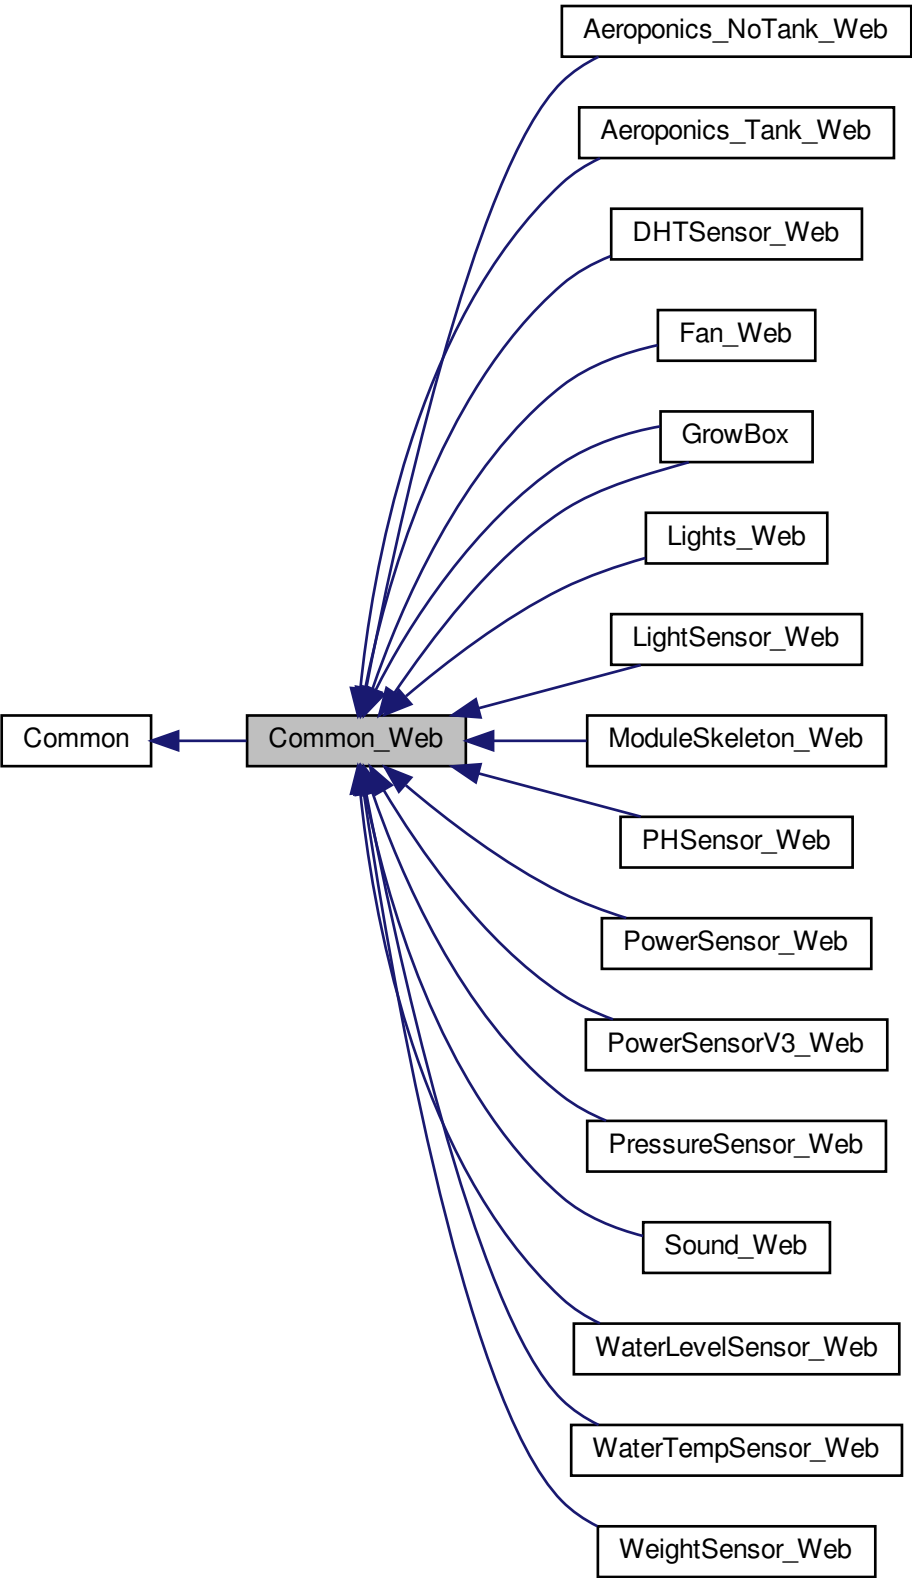 Aeroponics_NoTank_Web
Aeroponics_Tank_Web
DHTSensor_Web
Fan_Web
GrowBox
Lights_Web
LightSensor_Web
Common
Common_Web
ModuleSkeleton_Web
PHSensor_Web
PowerSensor_Web
PowerSensorV3_Web
PressureSensor_Web
Sound_Web
WaterLevelSensor_Web
WaterTempSensor_Web
WeightSensor_Web